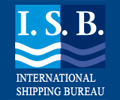 I. S. B.
INTERNATIONAL
SHIPPING BUREAU